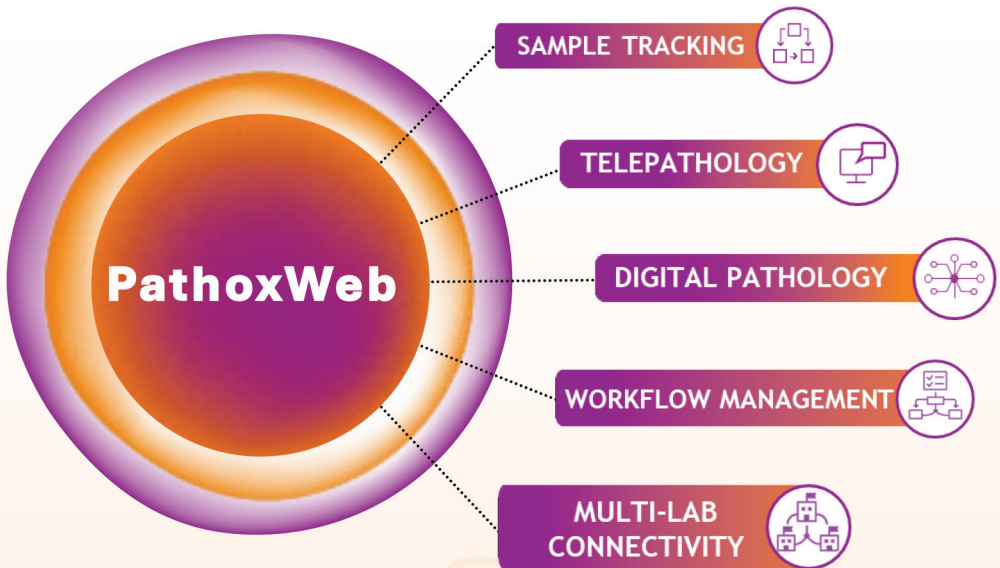 SAMPLE TRACKING
TELEPATHOLOGY
PathoxWeb
DIGITAL PATHOLOGY
WORKFLOW MANAGEMENT
MULTI-LAB
CONNECTIVITY